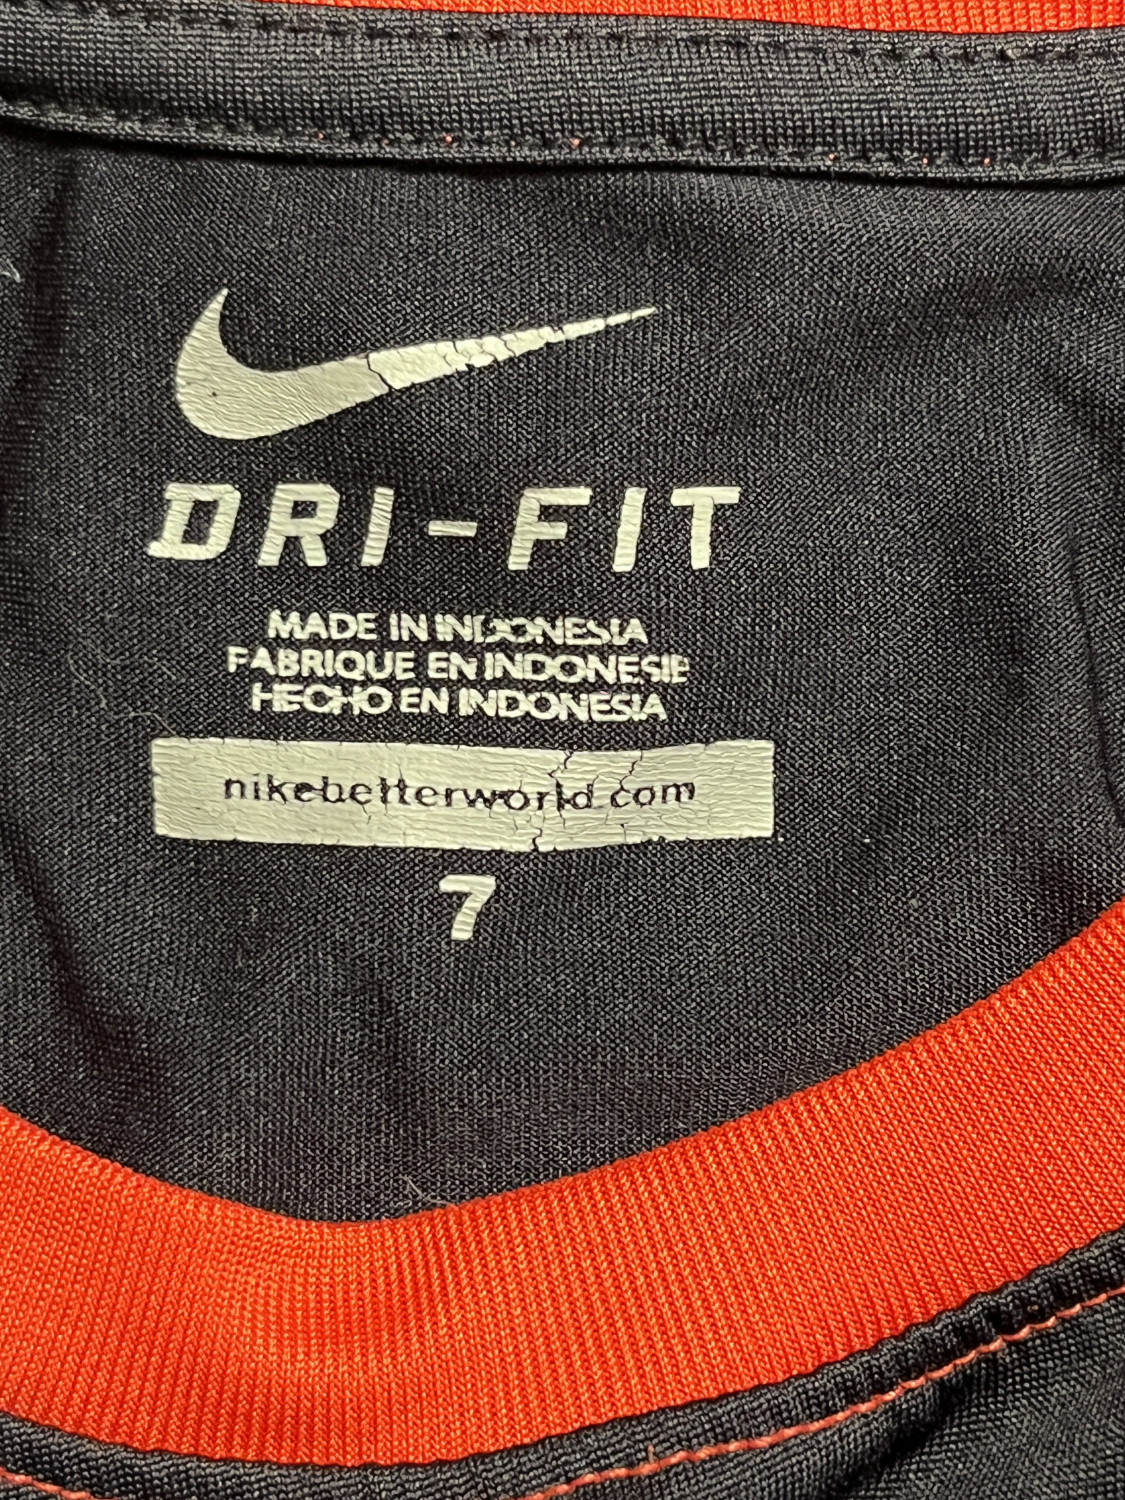 DRI-FIT
MADE IN INDONESIA
FABRIQUE EN INDONESIE
HECHO EN INDONESIA
nikebetterworld.com
7